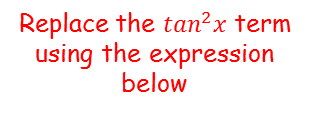 Replace the tan²x term
using the expression
below